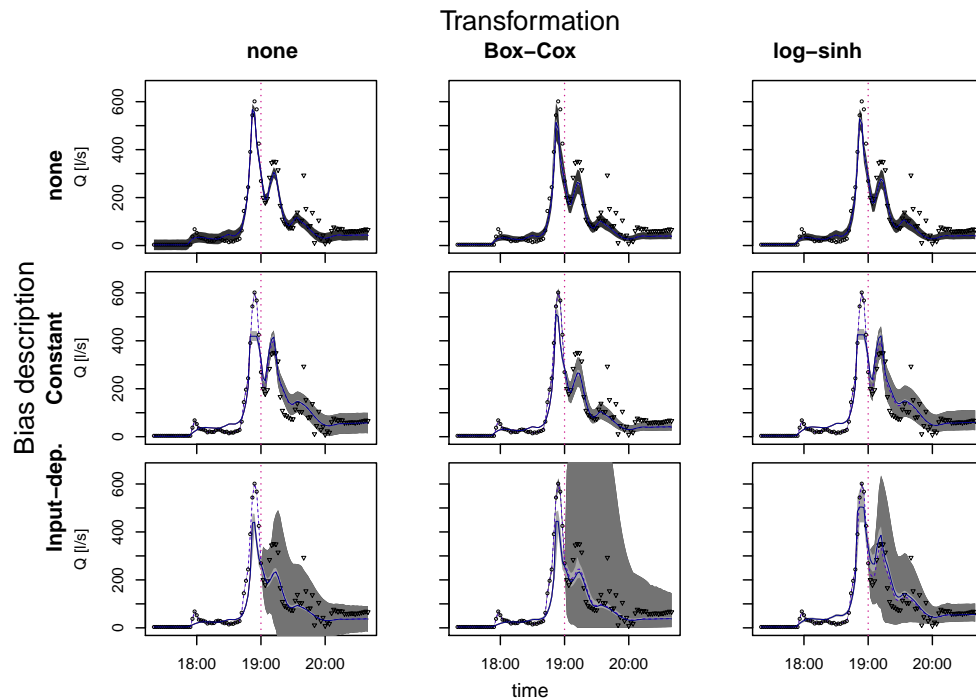 Transformation
none
Box−Cox
log−sinh
Bias description
none
Q [l/s]
0
200
400
600
Constant
Q [l/s]
0
200
400
600
Input−dep.
Q [l/s]
0
200
400
600
18:00
19:00
20:00
18:00
19:00
20:00
18:00
19:00
20:00
time